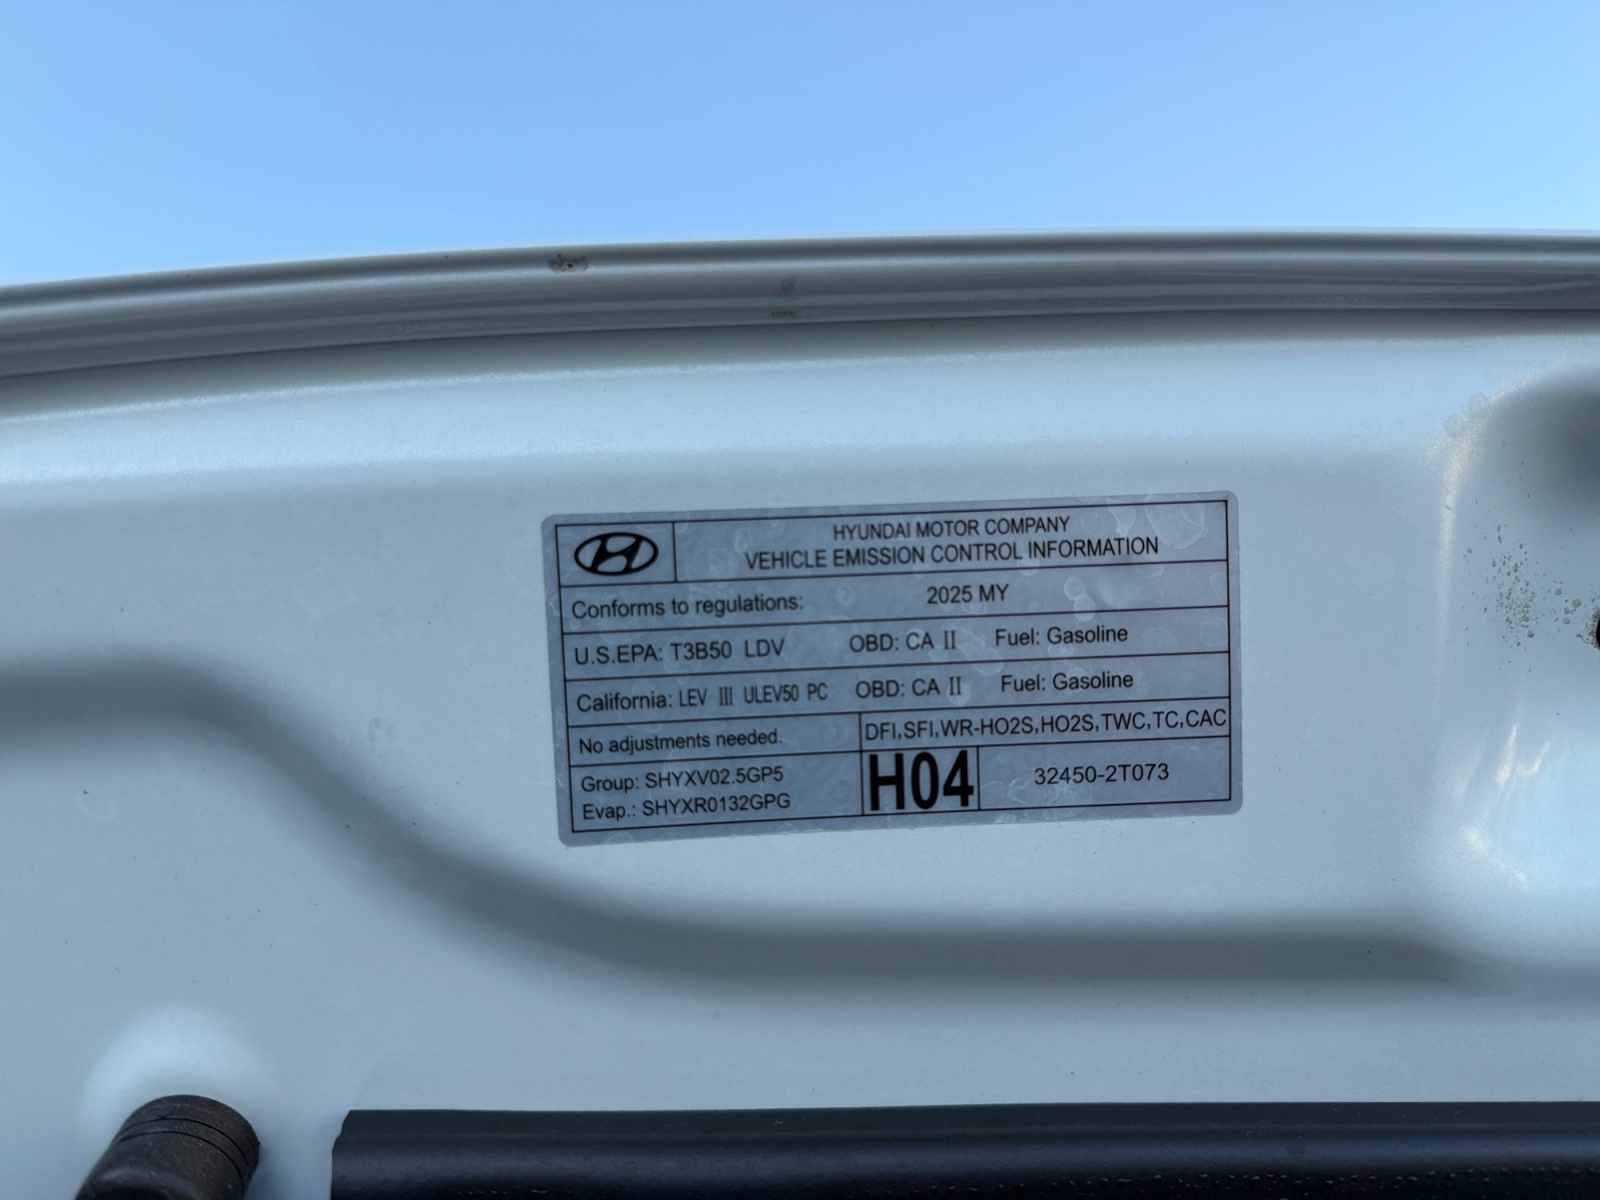 HYUNDAI MOTOR COMPANY
VEHICLE EMISSION CONTROL INFORMATION
Conforms to regulations: 2025 MY
U.S.EPA: T3B50 LDV OBD: CA II Fuel: Gasoline
California: LEV III ULEV50 PC OBD: CA II Fuel: Gasoline
No adjustments needed. DFI,SFI,WR-HO2S,HO2S,TWC,TC,CAC
Group: SHYXV02.5GP5
Evap.: SHYXR0132GPG
H04 32450-2T073